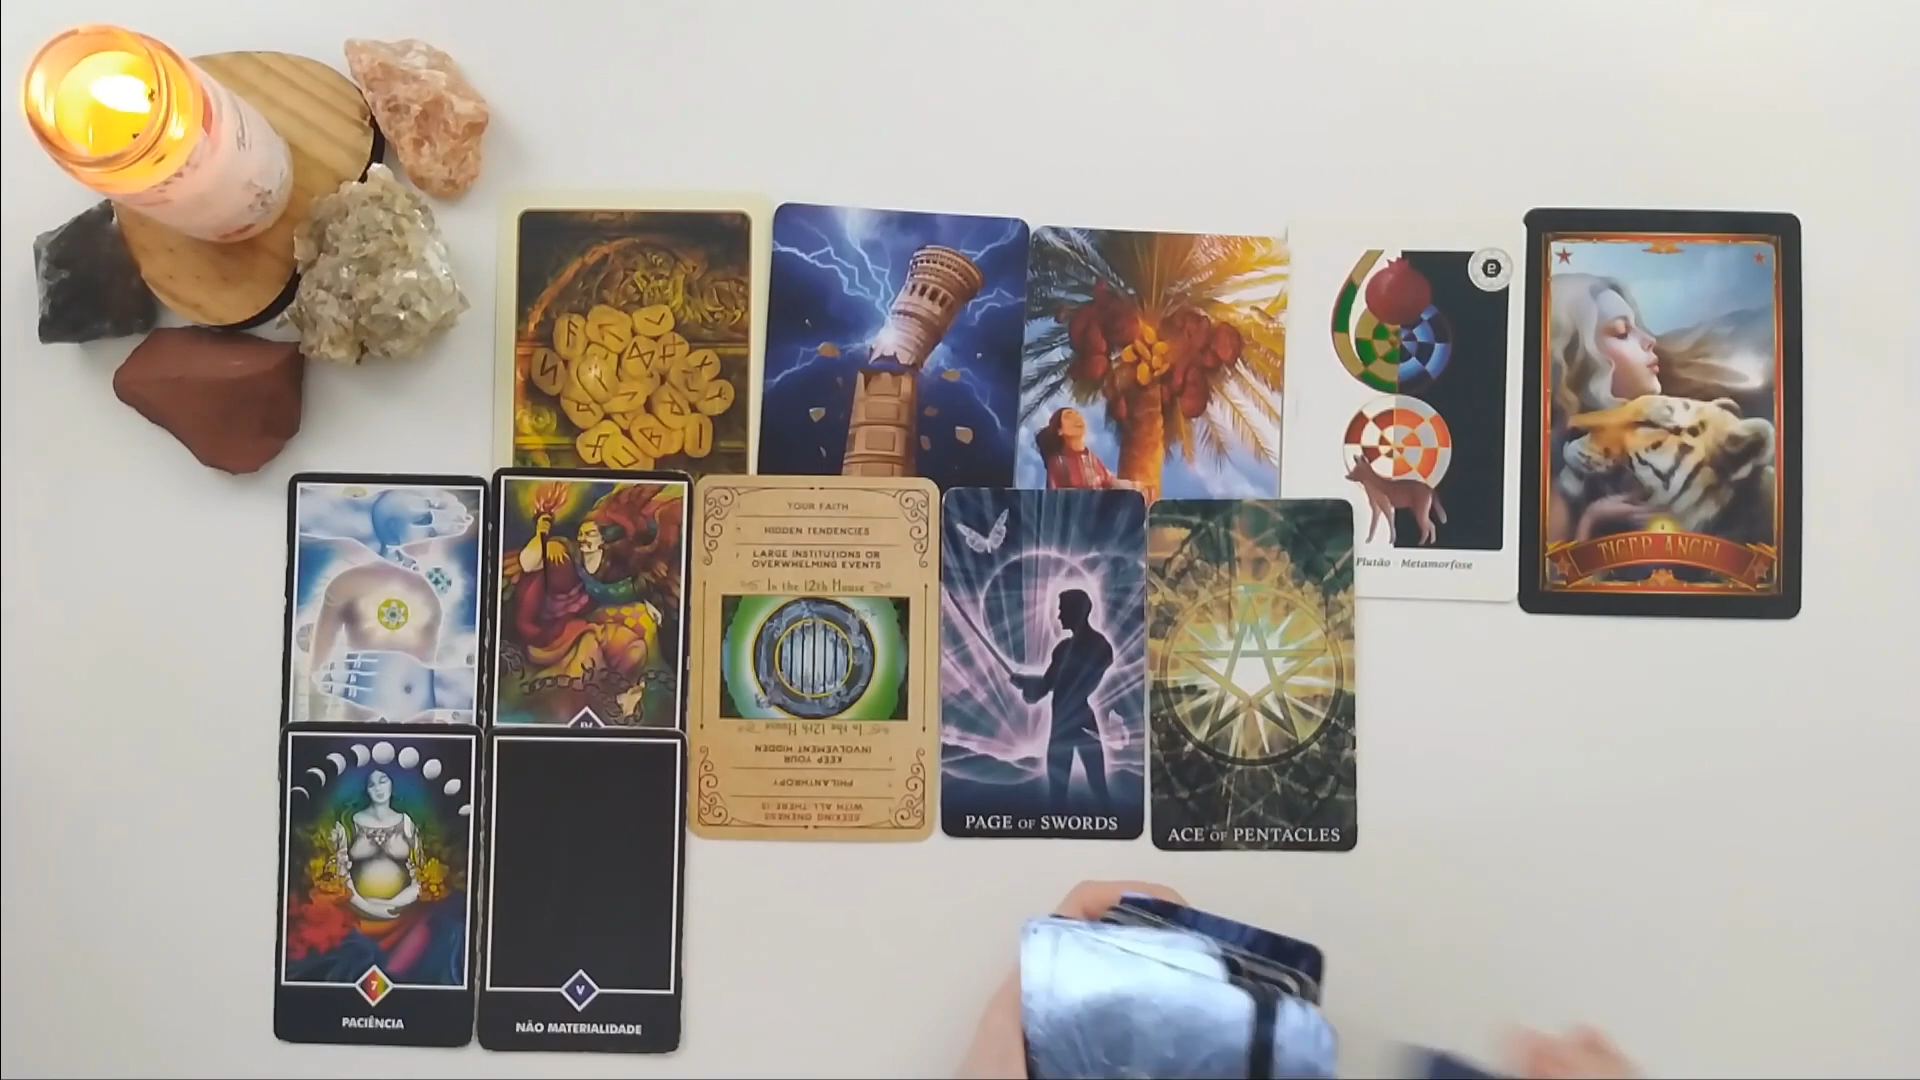 Plutão - Metamorfose
TIGER ANGEL
YOUR FAITH
HIDDEN TENDENCIES
LARGE INSTITUTIONS OR
OVERWHELMING EVENTS
In the 12th House
In the 12th House
KEEP YOUR
INVOLVEMENT HIDDEN
PHILANTHROPY
SEEKING ONENESS
WITH ALL THERE IS
PAGE OF SWORDS
ACE OF PENTACLES
IV
7
PACIÊNCIA
V
NÃO MATERIALIDADE